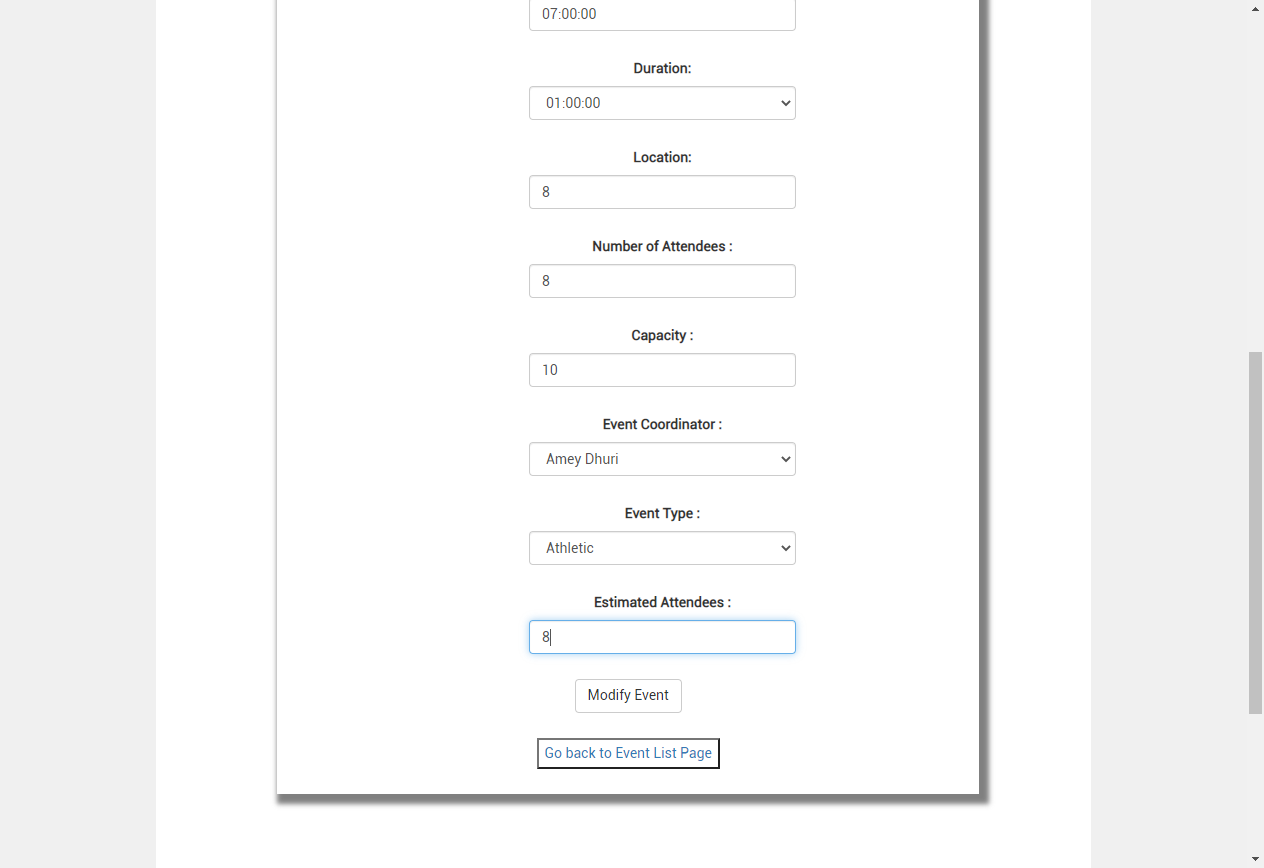 07:00:00
Duration:
01:00:00
Location:
8
Number of Attendees :
8
Capacity :
10
Event Coordinator :
Amey Dhuri
Event Type :
Athletic
Estimated Attendees :
8
Modify Event
Go back to Event List Page